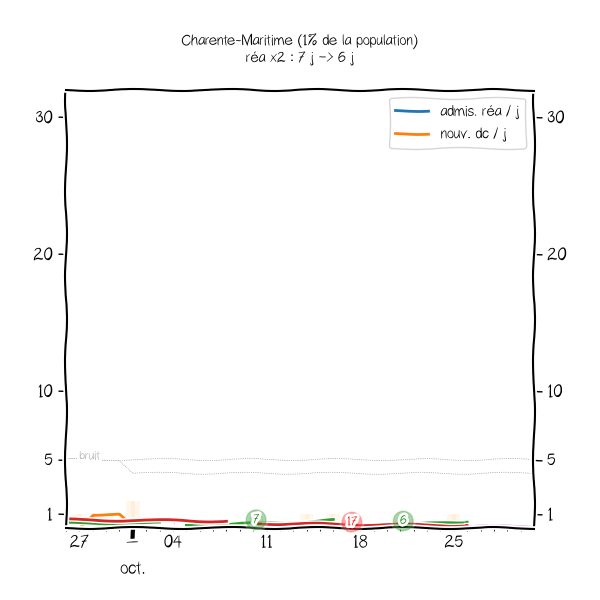 Charente-Maritime (1% de la population)
réa x2 : 7 j -> 6 j
admis. réa / j
nouv. dc / j
30 30
20 20
10 10
5 bruit 5
1 7 17 6 1
27 04 11 18 25
oct.